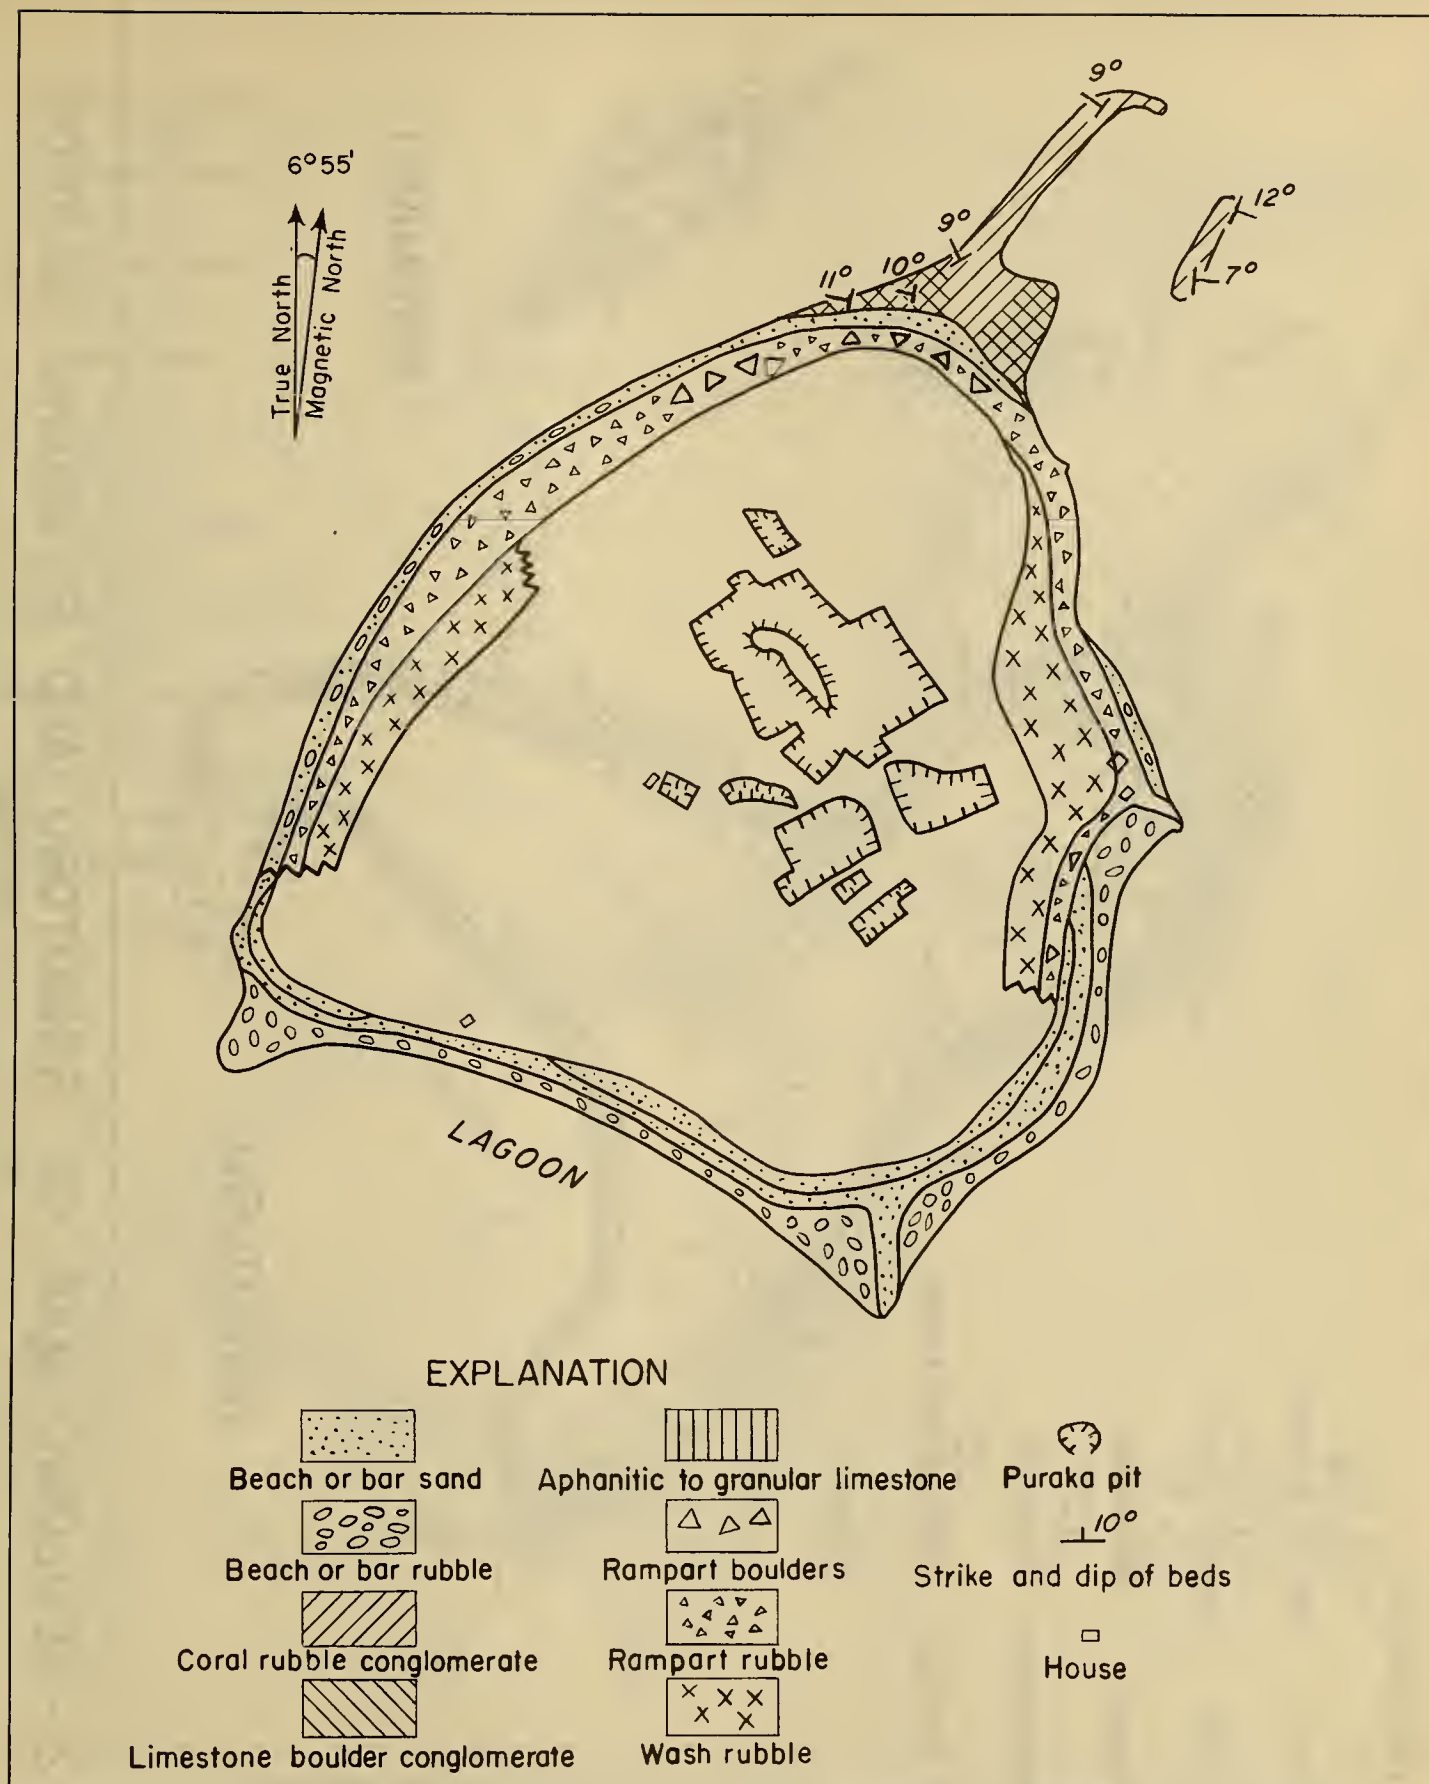 9°
6°55'
12°
9°
7°
11°
10°
True North
Magnetic North
LAGOON
EXPLANATION
Beach or bar sand
Aphanitic to granular limestone
Puraka pit
Beach or bar rubble
Rampart boulders
10°
Strike and dip of beds
Coral rubble conglomerate
Rampart rubble
House
Limestone boulder conglomerate
Wash rubble